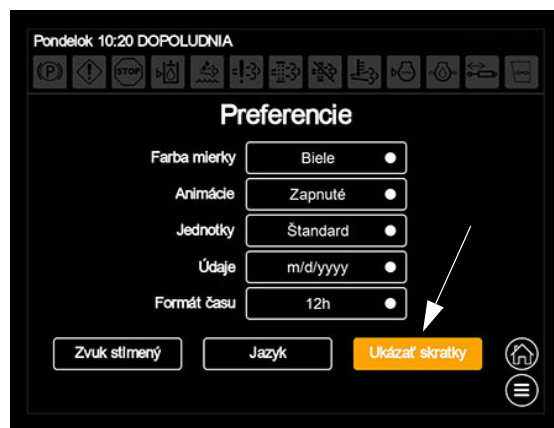 Pondelok 10:20 DOPOLUDNIA
(P) STOP
Preferencie
Farba mierky Biele
Animácie Zapnuté
Jednotky Štandard
Údaje m/d/yyyy
Formát času 12h
Zvuk stlmený Jazyk Ukázať skratky